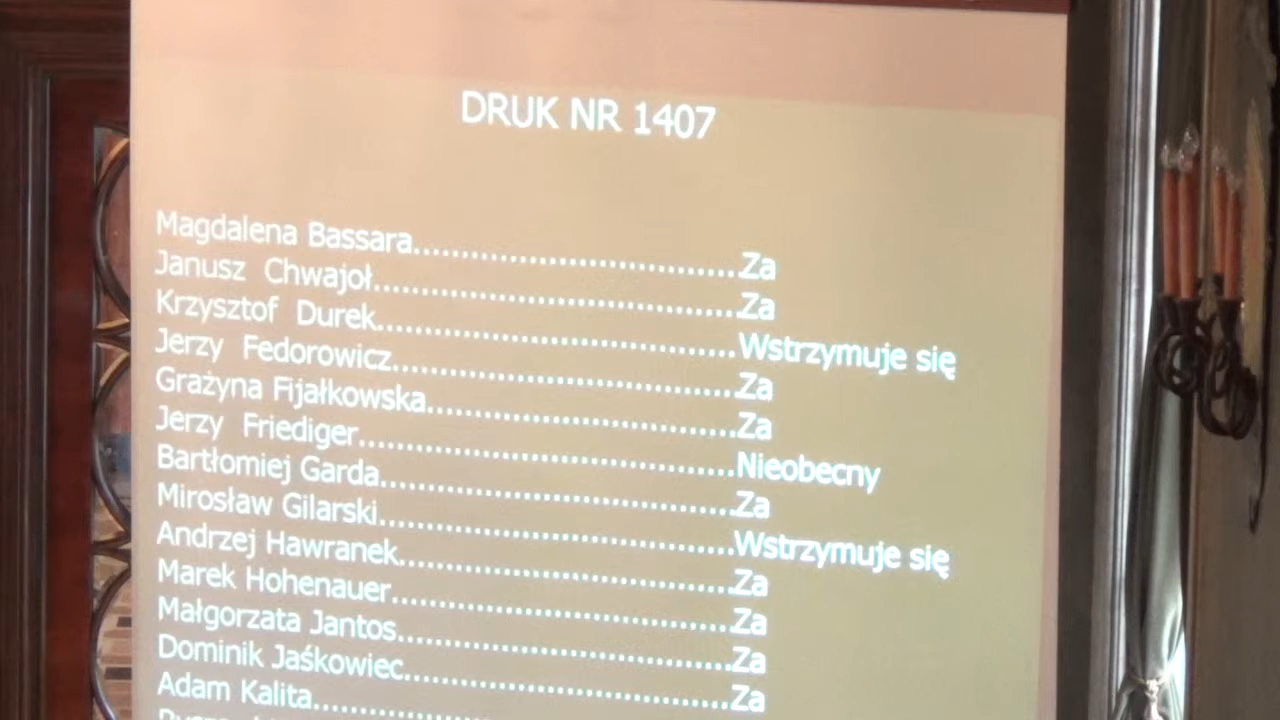 DRUK NR 1407
Magdalena Bassara..................................Za
Janusz Chwajoł.......................................Za
Krzysztof Durek......................................Wstrzymuje się
Jerzy Fedorowicz....................................Za
Grażyna Fijałkowska................................Za
Jerzy Friediger........................................Nieobecny
Bartłomiej Garda.....................................Za
Mirosław Gilarski.....................................Wstrzymuje się
Andrzej Hawranek...................................Za
Marek Hohenauer...................................Za
Małgorzata Jantos...................................Za
Dominik Jaśkowiec..................................Za
Adam Kalita...................